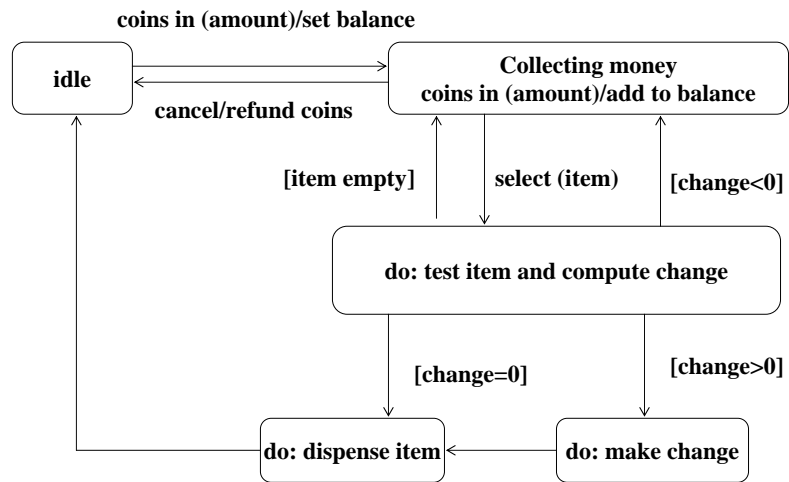 coins in (amount)/set balance
idle
Collecting money
coins in (amount)/add to balance
cancel/refund coins
[item empty]
select (item)
[change<0]
do: test item and compute change
[change=0]
[change>0]
do: dispense item
do: make change